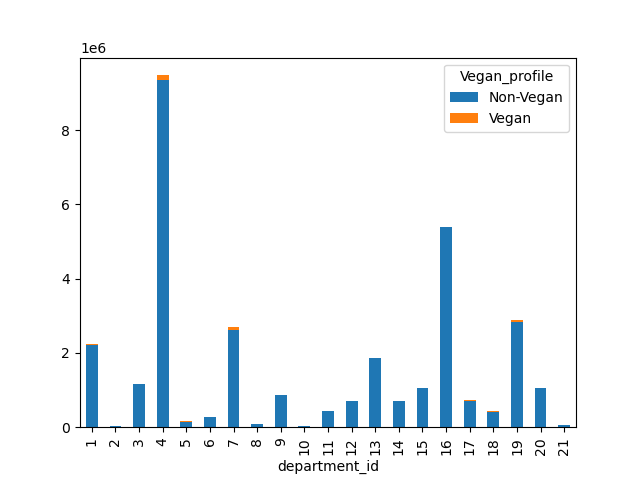 1e6
Vegan_profile
Non-Vegan
Vegan
8
6
4
2
0
1 2 3 4 5 6 7 8 9 10 11 12 13 14 15 16 17 18 19 20 21
department_id